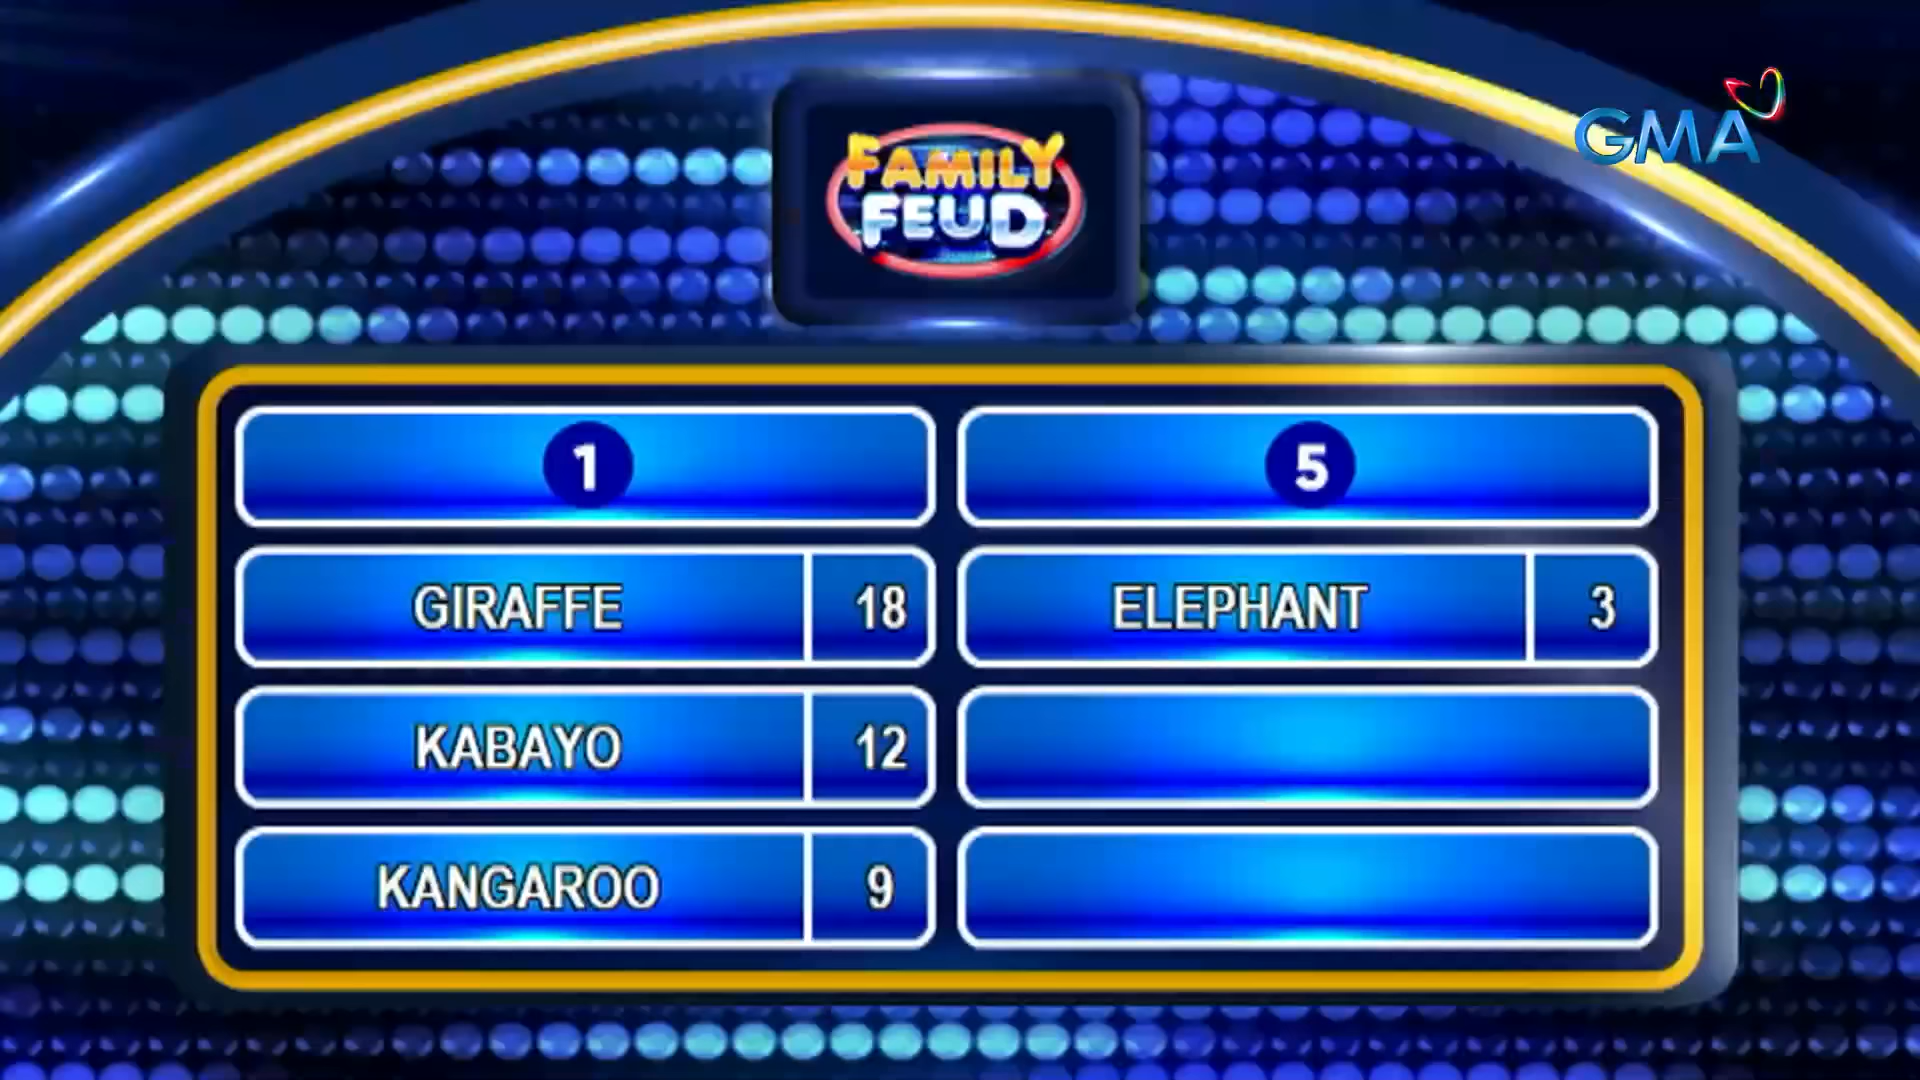 FAMILY
FEUD
GMA
1
5
GIRAFFE 18
ELEPHANT 3
KABAYO 12
KANGAROO 9